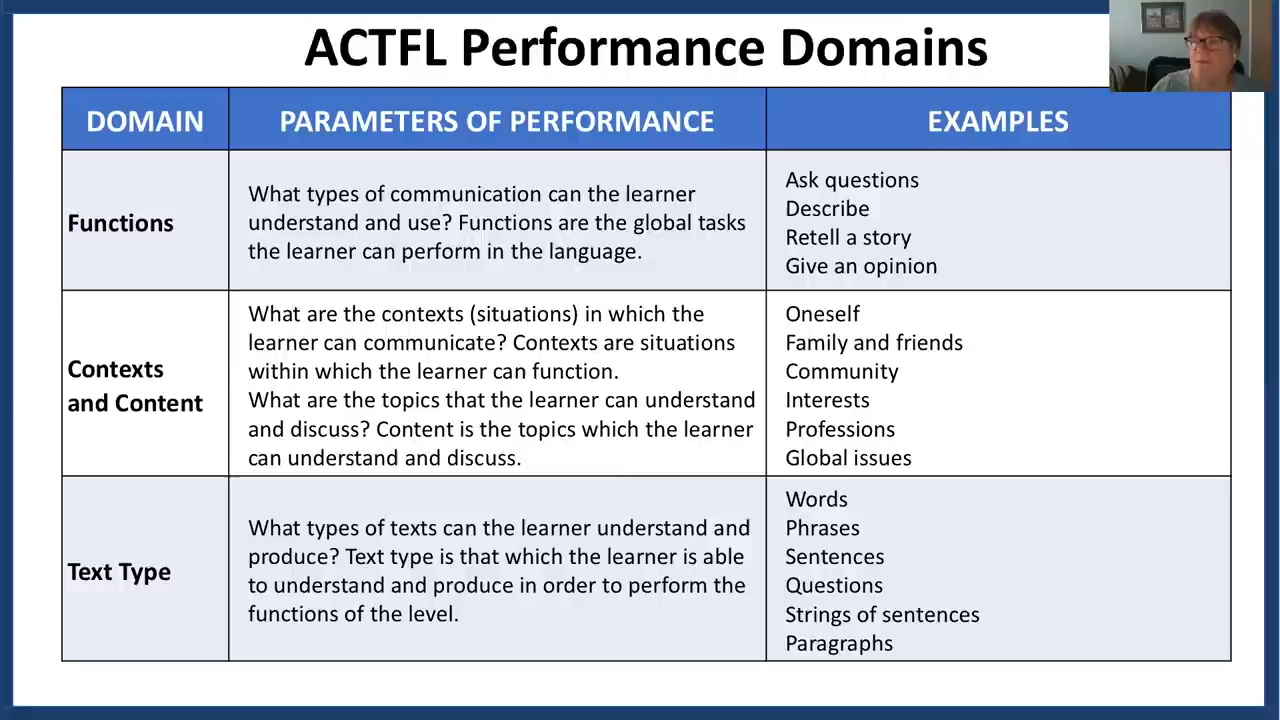 ACTFL Performance Domains
DOMAIN
PARAMETERS OF PERFORMANCE
EXAMPLES
Functions
What types of communication can the learner
understand and use? Functions are the global tasks
the learner can perform in the language.
Ask questions
Describe
Retell a story
Give an opinion
Contexts
and Content
What are the contexts (situations) in which the
learner can communicate? Contexts are situations
within which the learner can function.
What are the topics that the learner can understand
and discuss? Content is the topics which the learner
can understand and discuss.
Oneself
Family and friends
Community
Interests
Professions
Global issues
Text Type
What types of texts can the learner understand and
produce? Text type is that which the learner is able
to understand and produce in order to perform the
functions of the level.
Words
Phrases
Sentences
Questions
Strings of sentences
Paragraphs